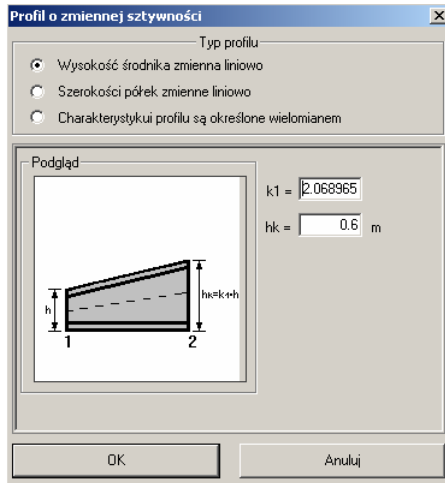 Profil o zmiennej sztywności
Typ profilu
Wysokość środnika zmienna liniowo
Szerokości półek zmienne liniowo
Charakterystykui profilu są określone wielomianem
Podgląd
k1 = 2.068965
hk = 0.6 m
h
hk=k1*h
1 2
OK Anuluj